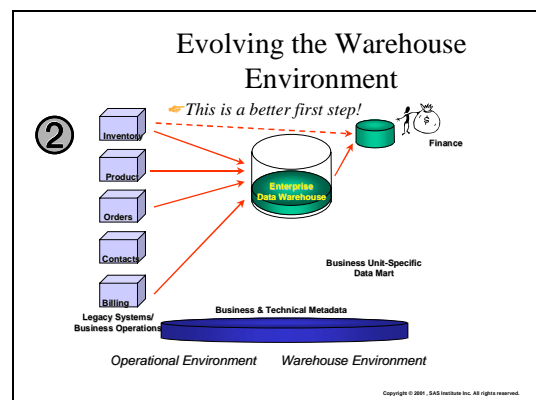 Evolving the Warehouse
Environment
This is a better first step!
2
Inventory
Product
Orders
Contacts
Billing
Legacy Systems/
Business Operations
Enterprise
Data Warehouse
$
Finance
Business Unit-Specific
Data Mart
Business & Technical Metadata
Operational Environment
Warehouse Environment
Copyright © 2001 , SAS Institute Inc. All rights reserved.